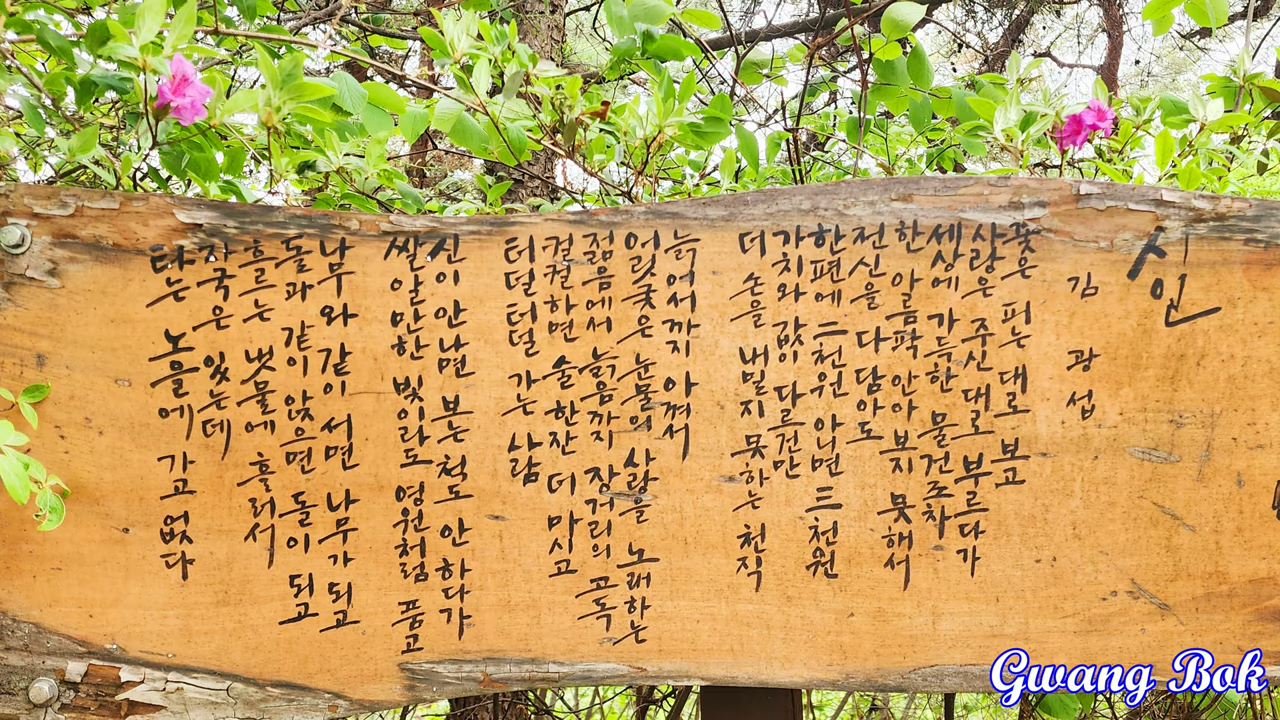 시인
김광섭
꽃은 피는 대로 보고
사랑은 주신 대로 부르다가
세상에 가득한 물건조차
한 아름팍 안아 보지 못해서
전신을 다 담아도
한편에 二천원 아니면 三천원
가치와 값이 다르건만
더 손을 내밀지 못하는 천직
늙어서까지 아껴서
어릿궂은 눈물의 사랑을 노래하는
젊음에서 늙음까지 장거리의 고독
컬컬하면 술 한잔 더 마시고
터덜터덜 가는 사람
신이 안 나면 보는 척도 안 하다가
쌀알만한 빛이라도 영원처럼 품고
나무와 같이 서면 나무가 되고
돌과 같이 앉으면 돌이 되고
흐르는 냇물에 흘러서
자국은 있는데
타는 노을에 가고 없다
Gwang Bok